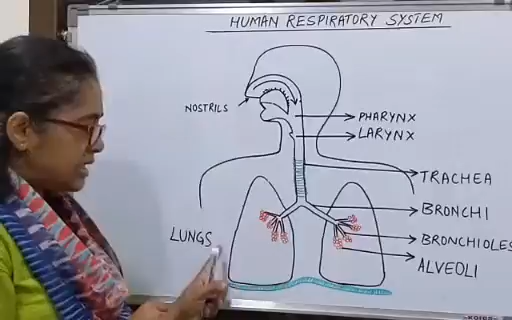 HUMAN RESPIRATORY SYSTEM
NOSTRILS
PHARYNX
LARYNX
TRACHEA
BRONCHI
LUNGS
BRONCHIOLES
ALVEOLI